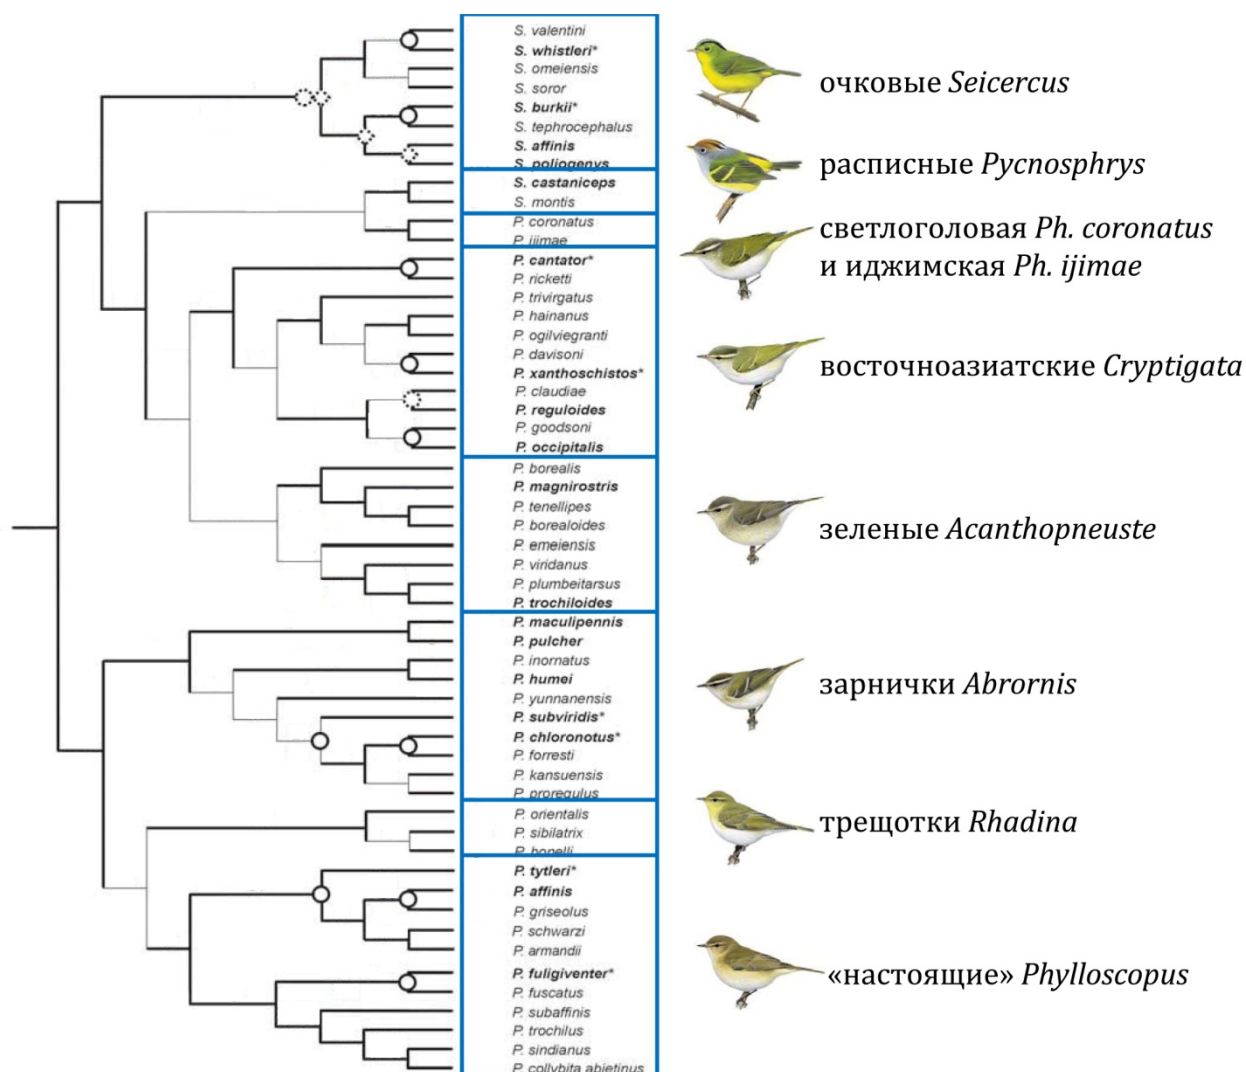 S. valentini
S. whistleri*
S. omeiensis
S. soror
S. burkii*
S. tephrocephalus
S. affinis
S. poliogenys
S. castaniceps
S. montis
P. coronatus
P. ijimae
P. cantator*
P. ricketti
P. trivirgatus
P. hainanus
P. ogilviegranti
P. davisoni
P. xanthoschistos*
P. claudiae
P. reguloides
P. goodsoni
P. occipitalis
P. borealis
P. magnirostris
P. tenellipes
P. borealoides
P. emeiensis
P. viridanus
P. plumbeitarsus
P. trochiloides
P. maculipennis
P. pulcher
P. inornatus
P. humei
P. yunnanensis
P. subviridis*
P. chloronotus*
P. forresti
P. kansuensis
P. proregulus
P. orientalis
P. sibilatrix
P. bonelli
P. tytleri*
P. affinis
P. griseolus
P. schwarzi
P. armandii
P. fuligiventer*
P. fuscatus
P. subaffinis
P. trochilus
P. sindianus
P. collybita abietinus
очковые Seicercus
расписные Pycnosphrys
светлоголовая Ph. coronatus
и иджимская Ph. ijimae
восточноазиатские Cryptigata
зеленые Acanthopneuste
зарнички Abrornis
трещотки Rhadina
«настоящие» Phylloscopus